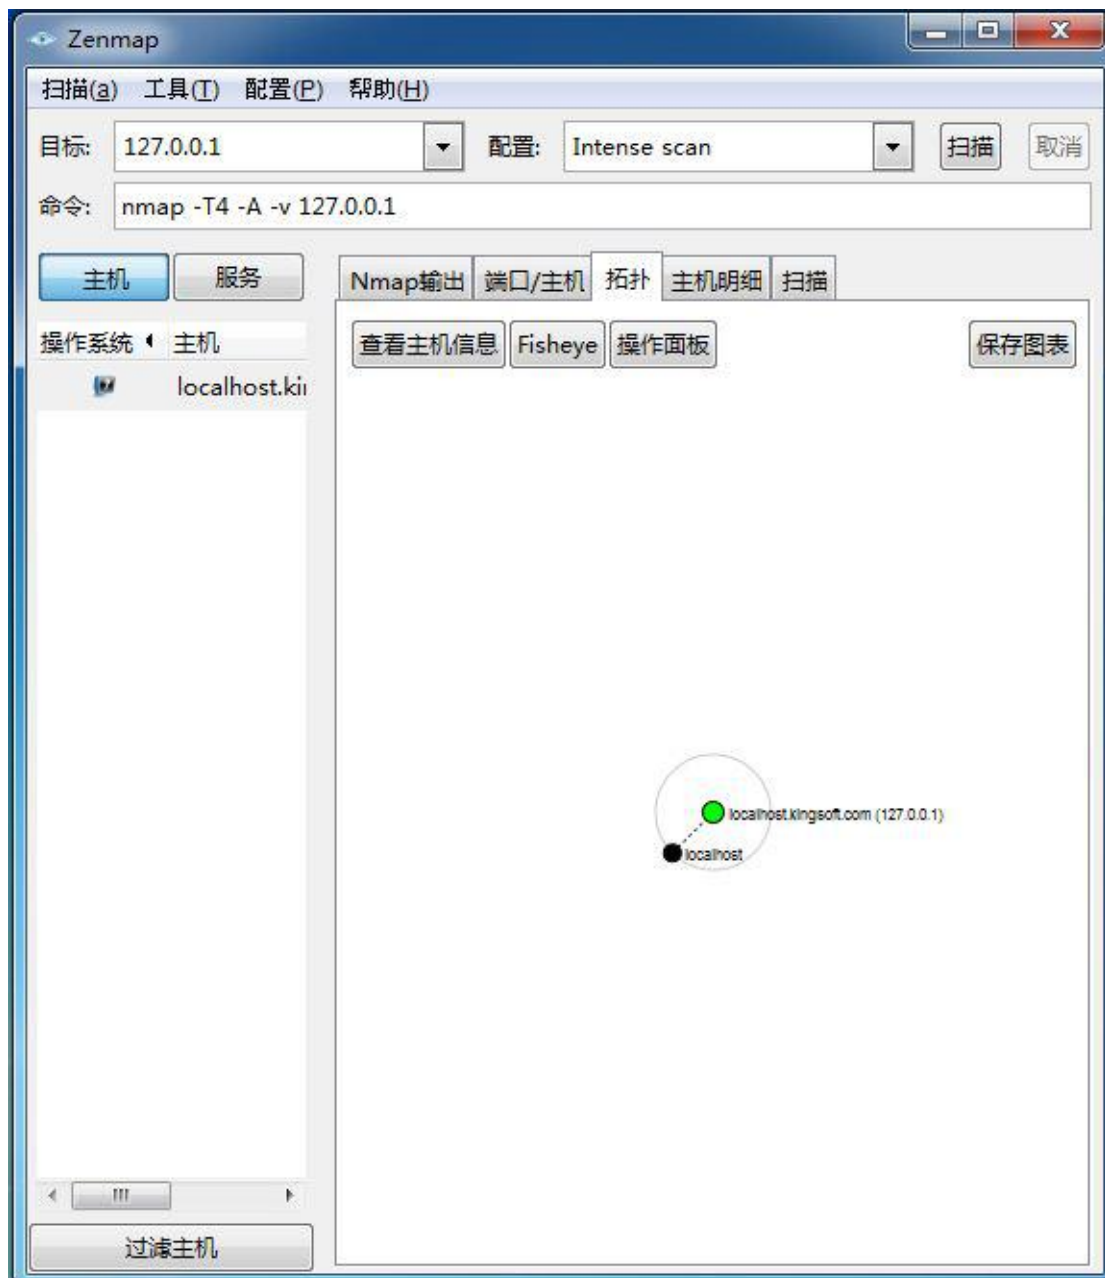 Zenmap
扫描(a) 工具(T) 配置(P) 帮助(H)
目标: 127.0.0.1 配置: Intense scan 扫描 取消
命令: nmap -T4 -A -v 127.0.0.1
主机 服务 Nmap输出 端口/主机 拓扑 主机明细 扫描
操作系统 主机 查看主机信息 Fisheye 操作面板 保存图表
localhost.kin
localhost.kingsoft.com (127.0.0.1)
localhost
过滤主机